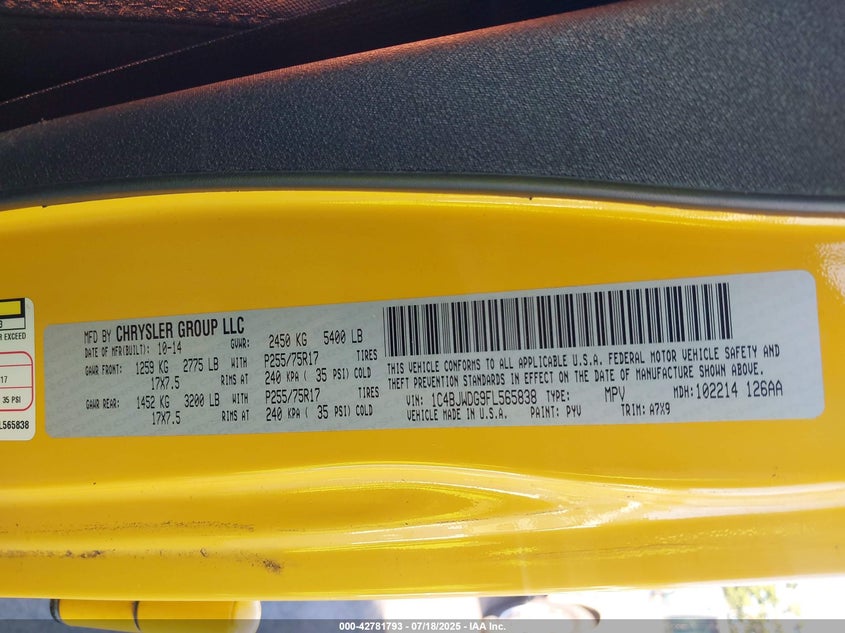 MFD BY CHRYSLER GROUP LLC
DATE OF MFR(BUILT): 10-14 GVWR: 2450 KG 5400 LB
GAWR FRONT: 1259 KG 2775 LB WITH P255/75R17 TIRES
17X7.5 RIMS AT 240 KPA ( 35 PSI) COLD
GAWR REAR: 1452 KG 3200 LB WITH P255/75R17 TIRES
17X7.5 RIMS AT 240 KPA ( 35 PSI) COLD
THIS VEHICLE CONFORMS TO ALL APPLICABLE U.S.A. FEDERAL MOTOR VEHICLE SAFETY AND
THEFT PREVENTION STANDARDS IN EFFECT ON THE DATE OF MANUFACTURE SHOWN ABOVE.
VIN: 1C4BJWDG9FL565838 TYPE: MPV MDH: 102214 126AA
VEHICLE MADE IN U.S.A. PAINT: PYV TRIM: A7X9
R EXCEED
17
35 PSI
L565838
000-42781793 - 07/18/2025 - IAA Inc.